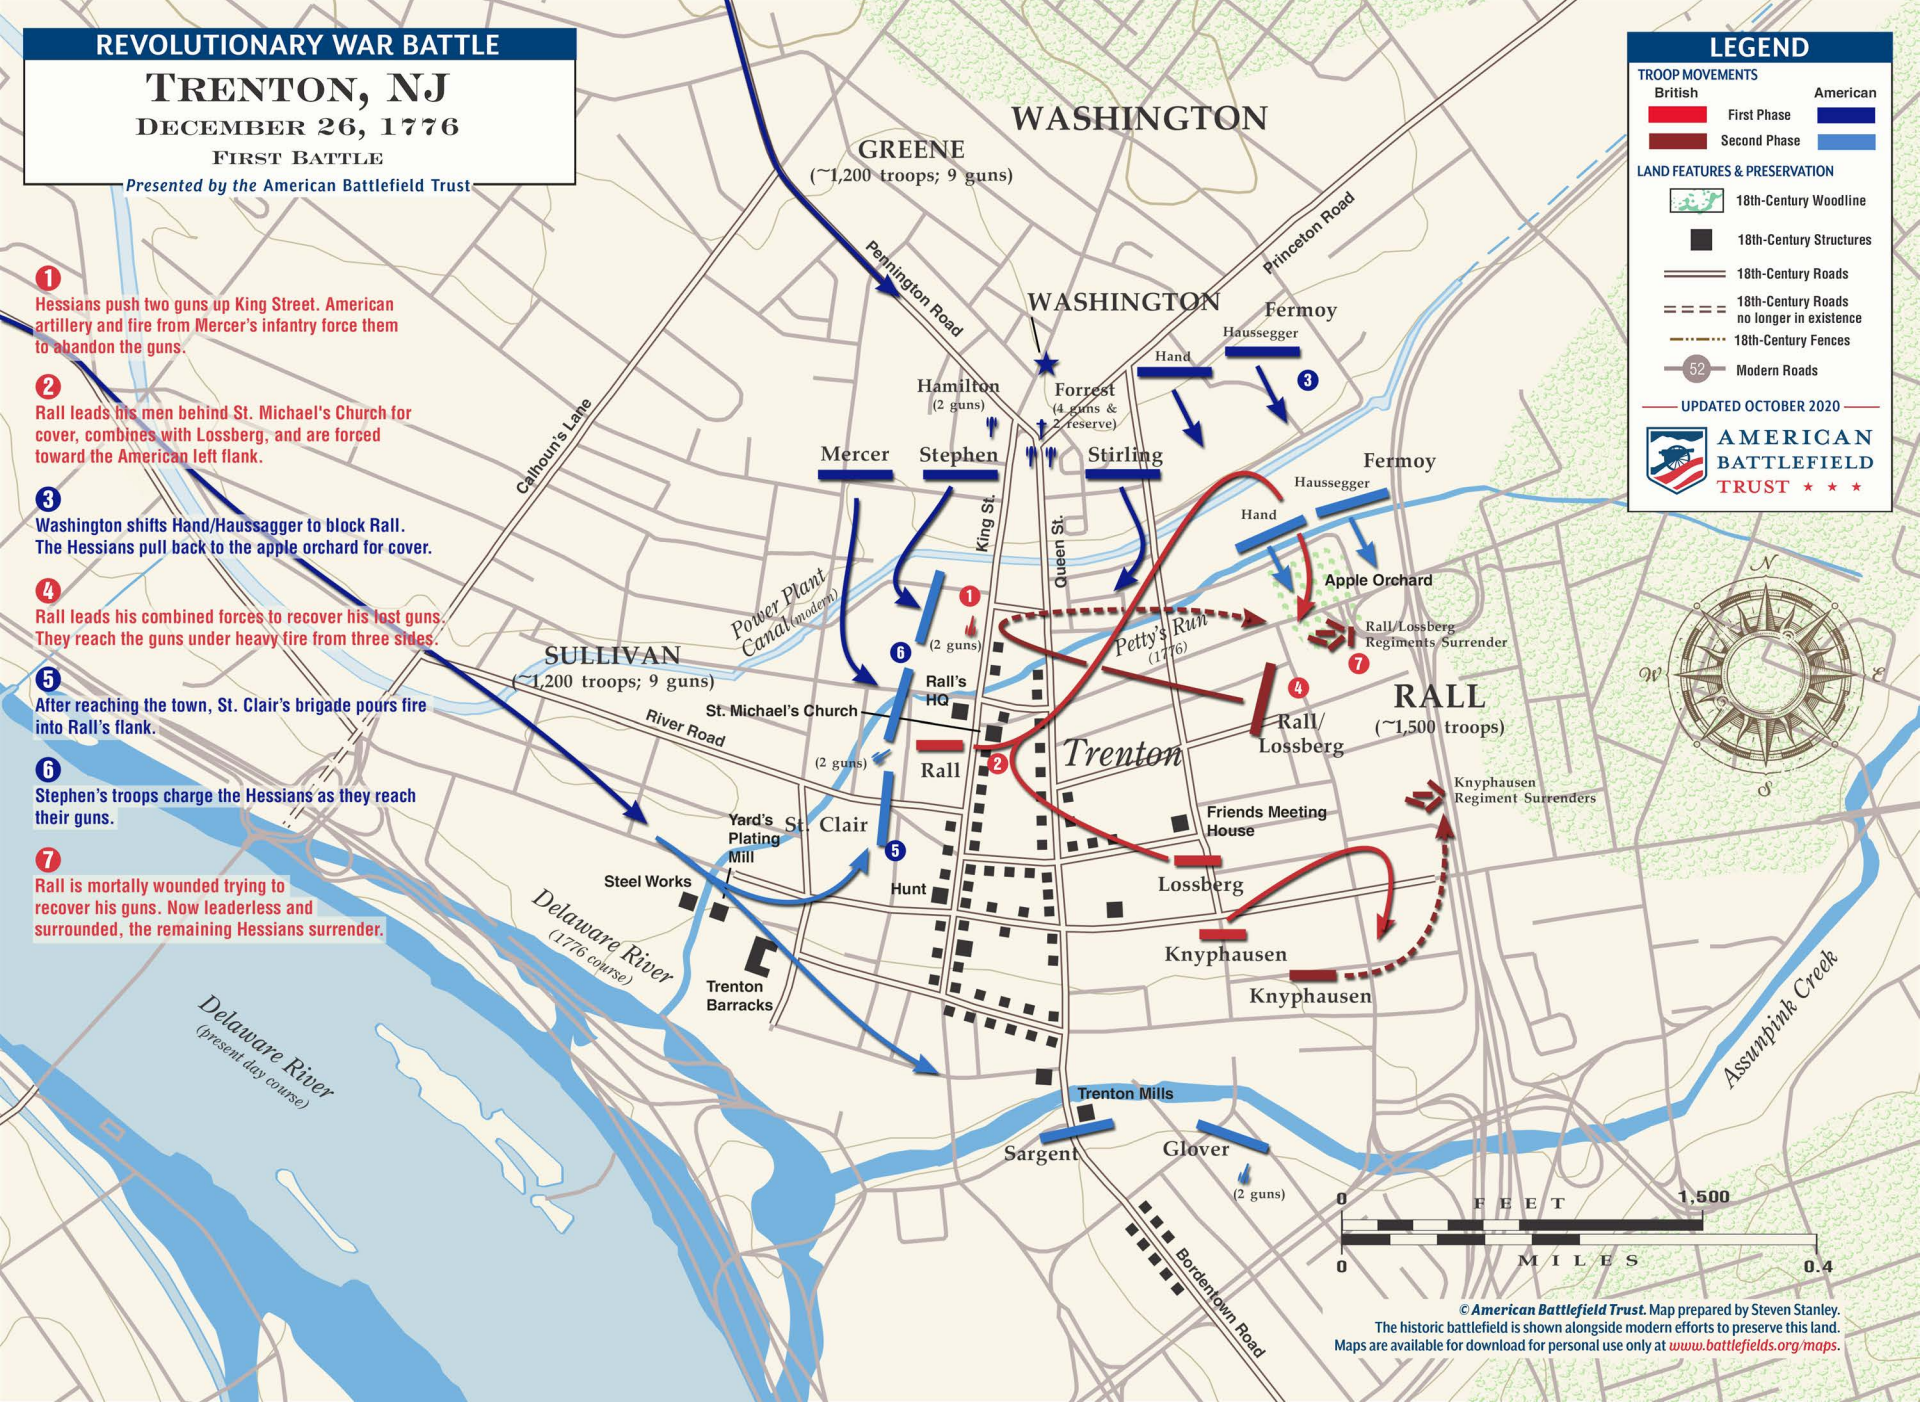 REVOLUTIONARY WAR BATTLE
TRENTON, NJ
DECEMBER 26, 1776
FIRST BATTLE
Presented by the American Battlefield Trust
1
Hessians push two guns up King Street. American
artillery and fire from Mercer's infantry force them
to abandon the guns.
2
Rall leads his men behind St. Michael's Church for
cover, combines with Lossberg, and are forced
toward the American left flank.
3
Washington shifts Hand/Haussagger to block Rall.
The Hessians pull back to the apple orchard for cover.
4
Rall leads his combined forces to recover his lost guns.
They reach the guns under heavy fire from three sides.
5
After reaching the town, St. Clair's brigade pours fire
into Rall's flank.
6
Stephen's troops charge the Hessians as they reach
their guns.
7
Rall is mortally wounded trying to
recover his guns. Now leaderless and
surrounded, the remaining Hessians surrender.
LEGEND
TROOP MOVEMENTS
British
American
First Phase
Second Phase
LAND FEATURES & PRESERVATION
18th-Century Woodline
18th-Century Structures
18th-Century Roads
18th-Century Roads
no longer in existence
18th-Century Fences
52
Modern Roads
UPDATED OCTOBER 2020
AMERICAN
BATTLEFIELD
TRUST
WASHINGTON
GREENE
(~1,200 troops; 9 guns)
Pennington Road
Princeton Road
WASHINGTON
Fermoy
Haussegger
Hand
3
Hamilton
(2 guns)
Forrest
(4 guns &
2 reserve)
Calhoun's Lane
Mercer
Stephen
Stirling
King St.
Queen St.
Fermoy
Haussegger
Hand
Apple Orchard
Power Plant
Canal (modern)
1
(2 guns)
6
Petty's Run
(1776)
Rall/Lossberg
Regiments Surrender
7
SULLIVAN
(~1,200 troops; 9 guns)
Rall's
HQ
St. Michael's Church
River Road
4
RALL
(~1,500 troops)
Rall/
Lossberg
(2 guns)
Rall
2
Trenton
Knyphausen
Regiment Surrenders
Yard's
Plating
Mill
St. Clair
5
Friends Meeting
House
Steel Works
Hunt
Lossberg
Delaware River
(1776 course)
Knyphausen
Trenton
Barracks
Knyphausen
Delaware River
(present day course)
Assunpink Creek
Trenton Mills
Sargent
Glover
(2 guns)
Bordentown Road
N
W
E
S
0
FEET
1,500
0
MILES
0.4
© American Battlefield Trust. Map prepared by Steven Stanley.
The historic battlefield is shown alongside modern efforts to preserve this land.
Maps are available for download for personal use only at www.battlefields.org/maps.